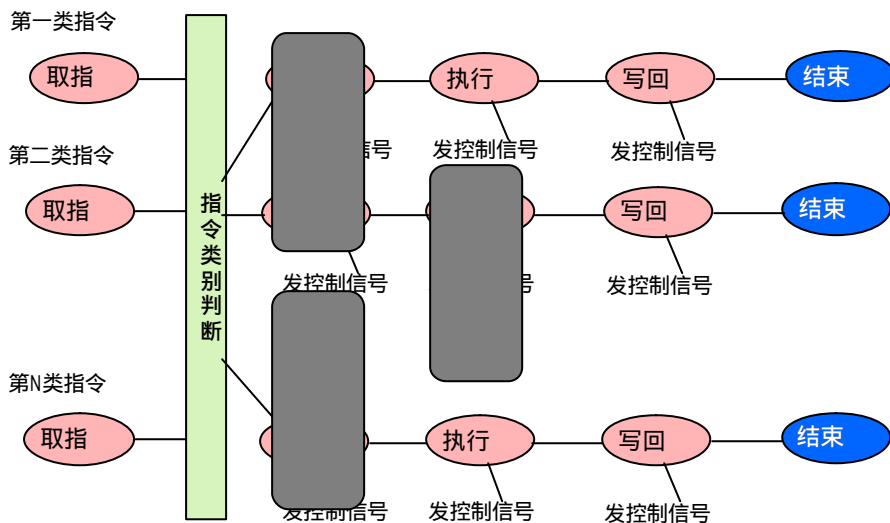 第一类指令
取指
执行
写回
结束
信号
发控制信号
发控制信号
第二类指令
取指
写回
结束
指令类别判断
发控制信号
号
发控制信号
第N类指令
取指
执行
写回
结束
发控制信号
发控制信号
发控制信号